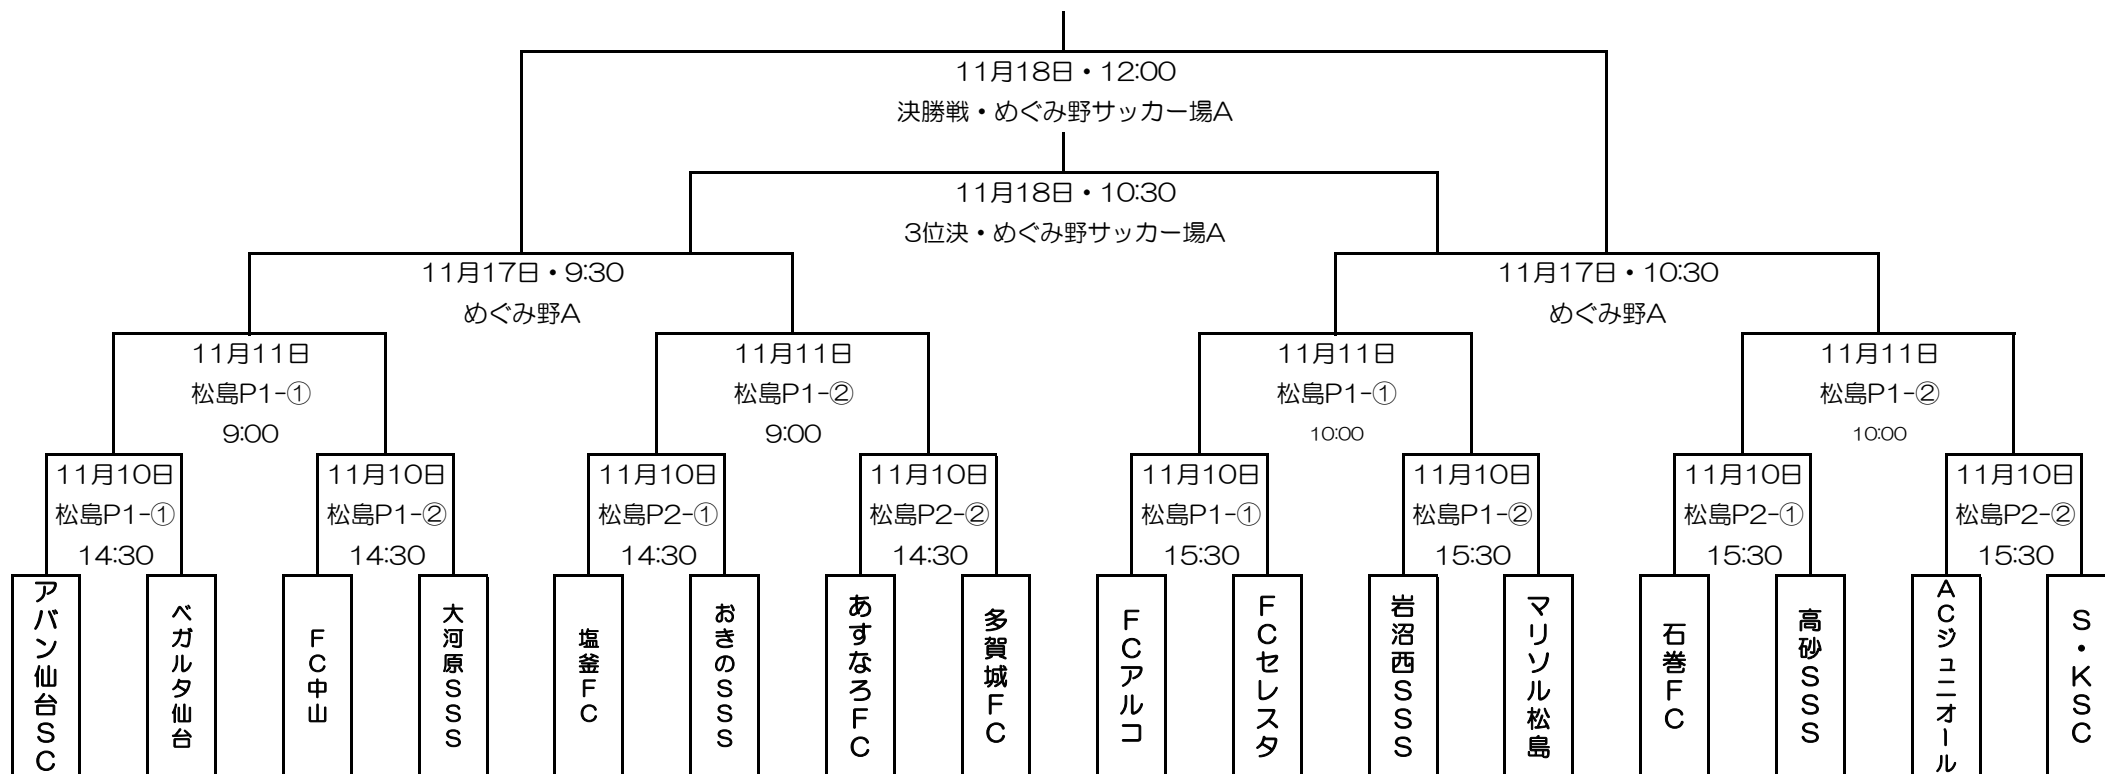 11月18日・12:00
決勝戦・めぐみ野サッカー場A
11月18日・10:30
3位決・めぐみ野サッカー場A
11月17日・9:30
めぐみ野A
11月17日・10:30
めぐみ野A
11月11日
松島P1-①
9:00
11月11日
松島P1-②
9:00
11月11日
松島P1-①
10:00
11月11日
松島P1-②
10:00
11月10日
松島P1-①
14:30
11月10日
松島P1-②
14:30
11月10日
松島P2-①
14:30
11月10日
松島P2-②
14:30
11月10日
松島P1-①
15:30
11月10日
松島P1-②
15:30
11月10日
松島P2-①
15:30
11月10日
松島P2-②
15:30
アバン仙台SC
ベガルタ仙台
FC中山
大河原SSS
塩釜FC
おきのSSS
あすなろFC
多賀城FC
FCアルコ
FCセレスタ
岩沼西SSS
マリソル松島
石巻FC
高砂SSS
ACジュニオール
S・KSC